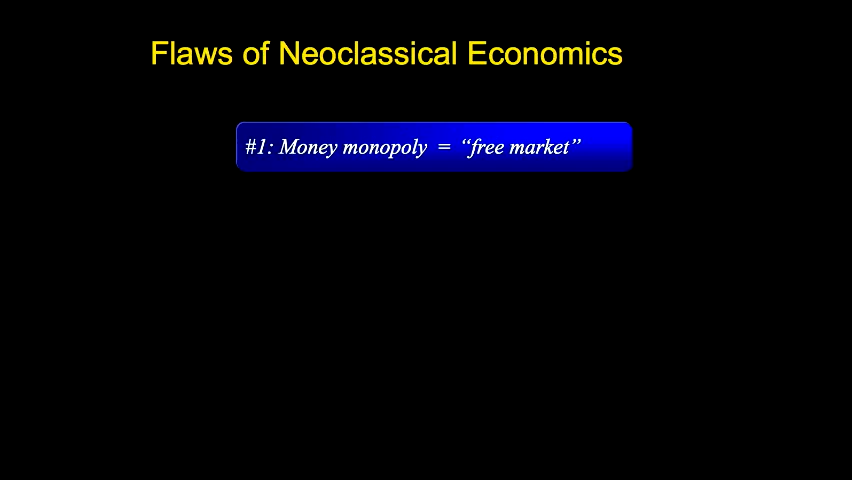 Flaws of Neoclassical Economics
#1: Money monopoly = “free market”